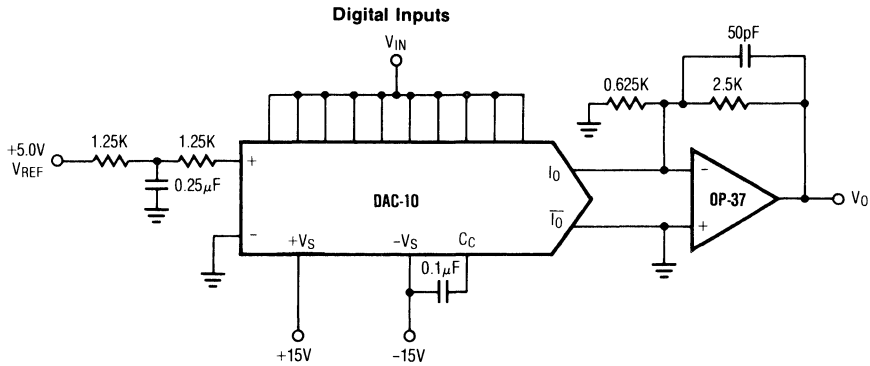 Digital Inputs
V_IN
50pF
0.625K
2.5K
+5.0V
V_REF
1.25K
1.25K
0.25μF
+
−
DAC-10
I_O
I̅_O̅
+V_S
−V_S
C_C
0.1μF
−
+
OP-37
V_O
+15V
−15V